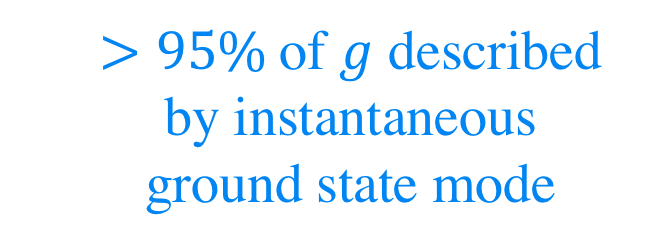 > 95% of g described
by instantaneous
ground state mode